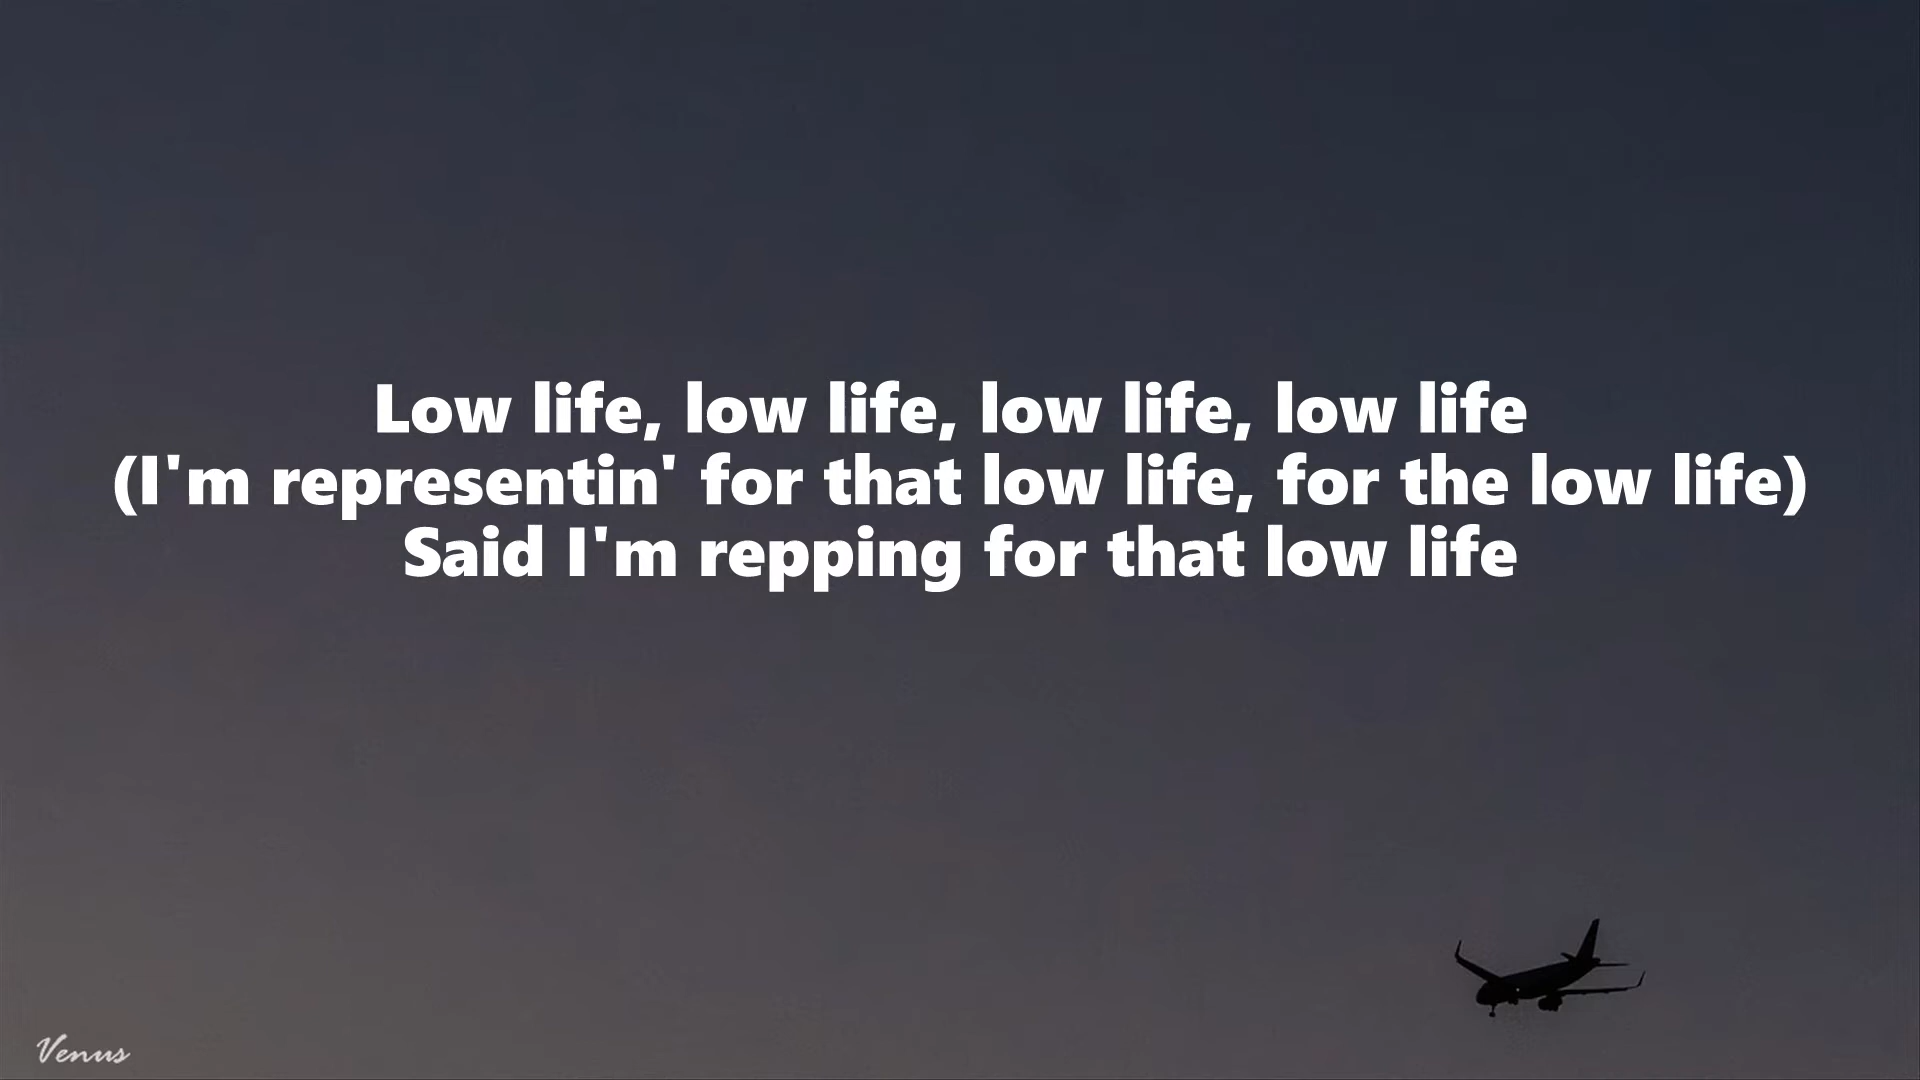 Low life, low life, low life, low life
(I'm representin' for that low life, for the low life)
Said I'm repping for that low life
Venus